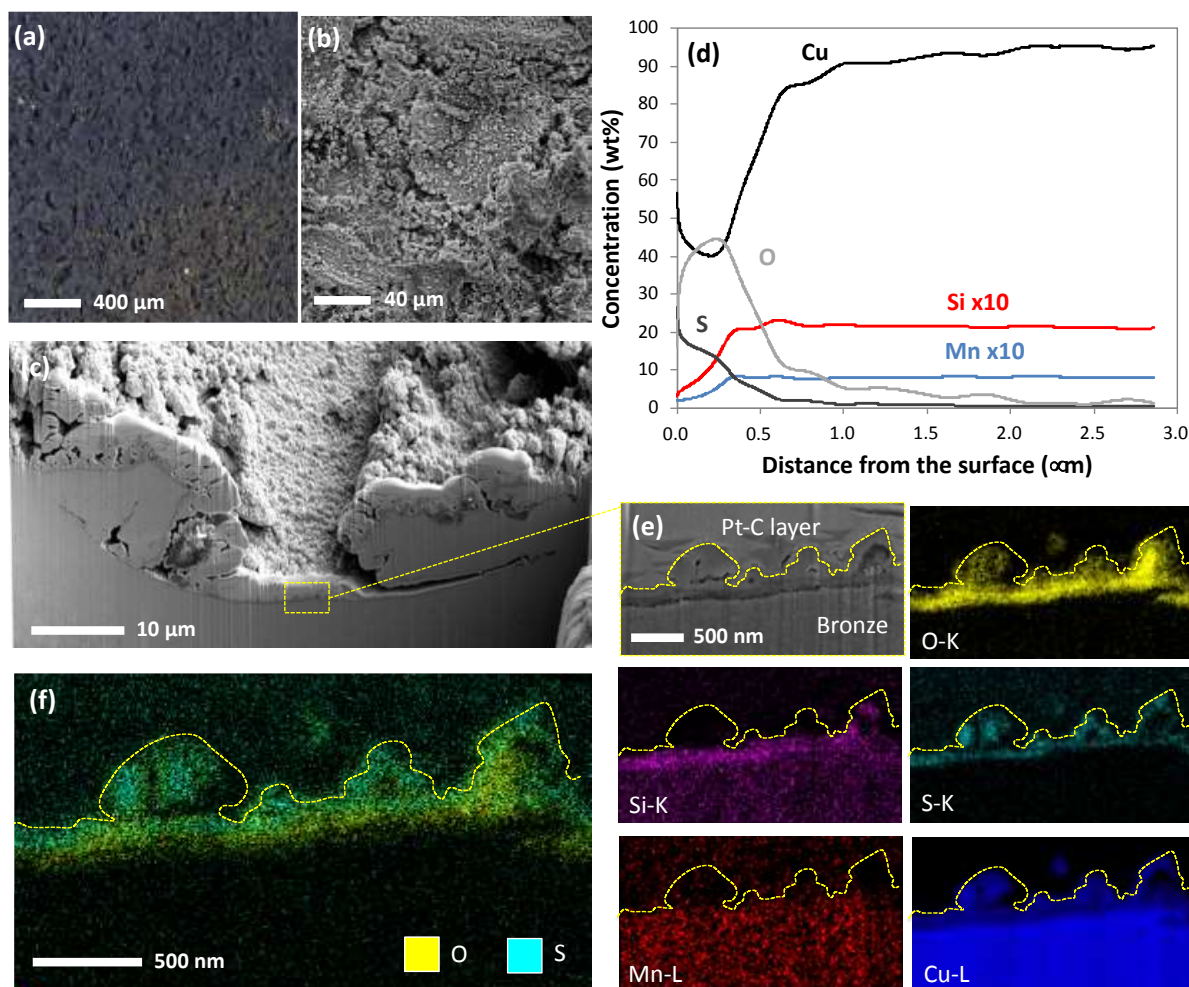 (a)
400 µm
(b)
40 µm
(c)
10 µm
(d)
Concentration (wt%)
100
90
80
70
60
50
40
30
20
10
0
Cu
O
S
Si x10
Mn x10
0.0 0.5 1.0 1.5 2.0 2.5 3.0
Distance from the surface (∝m)
(e)
Pt-C layer
Bronze
500 nm
O-K
Si-K
S-K
Mn-L
Cu-L
(f)
500 nm
O
S